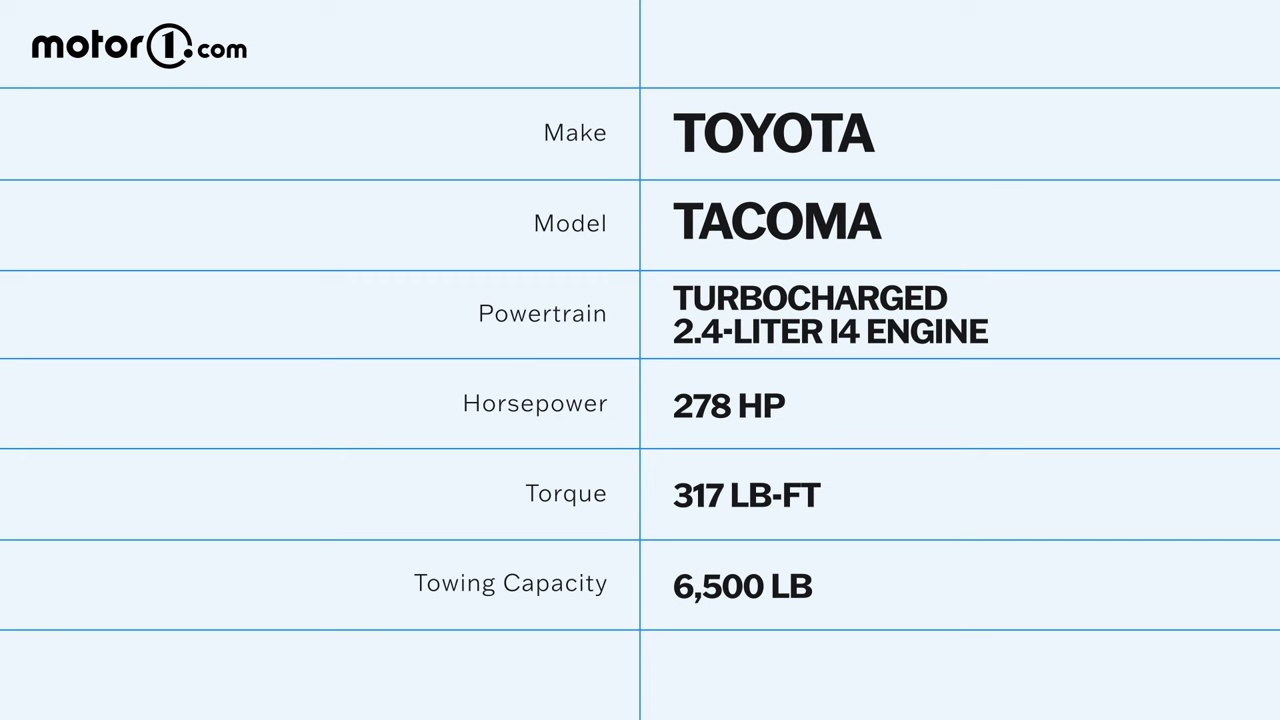 motor1.com
Make
TOYOTA
Model
TACOMA
Powertrain
TURBOCHARGED
2.4-LITER I4 ENGINE
Horsepower
278 HP
Torque
317 LB-FT
Towing Capacity
6,500 LB